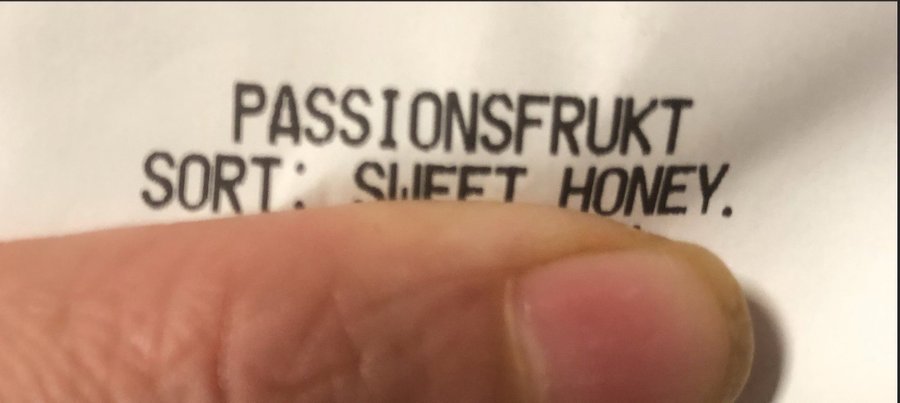 PASSIONSFRUKT
SORT: SWEET HONEY.